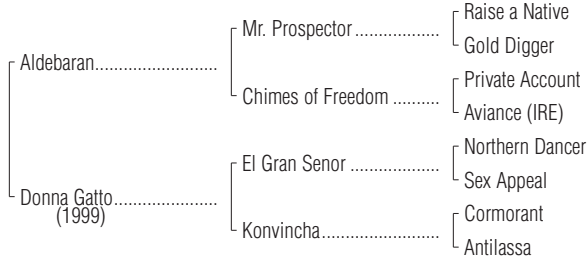 Raise a Native
Mr. Prospector ..................
Gold Digger
Aldebaran..........................
Private Account
Chimes of Freedom ..........
Aviance (IRE)
Northern Dancer
El Gran Senor ...................
Sex Appeal
Donna Gatto......................
(1999)
Cormorant
Konvincha.........................
Antilassa